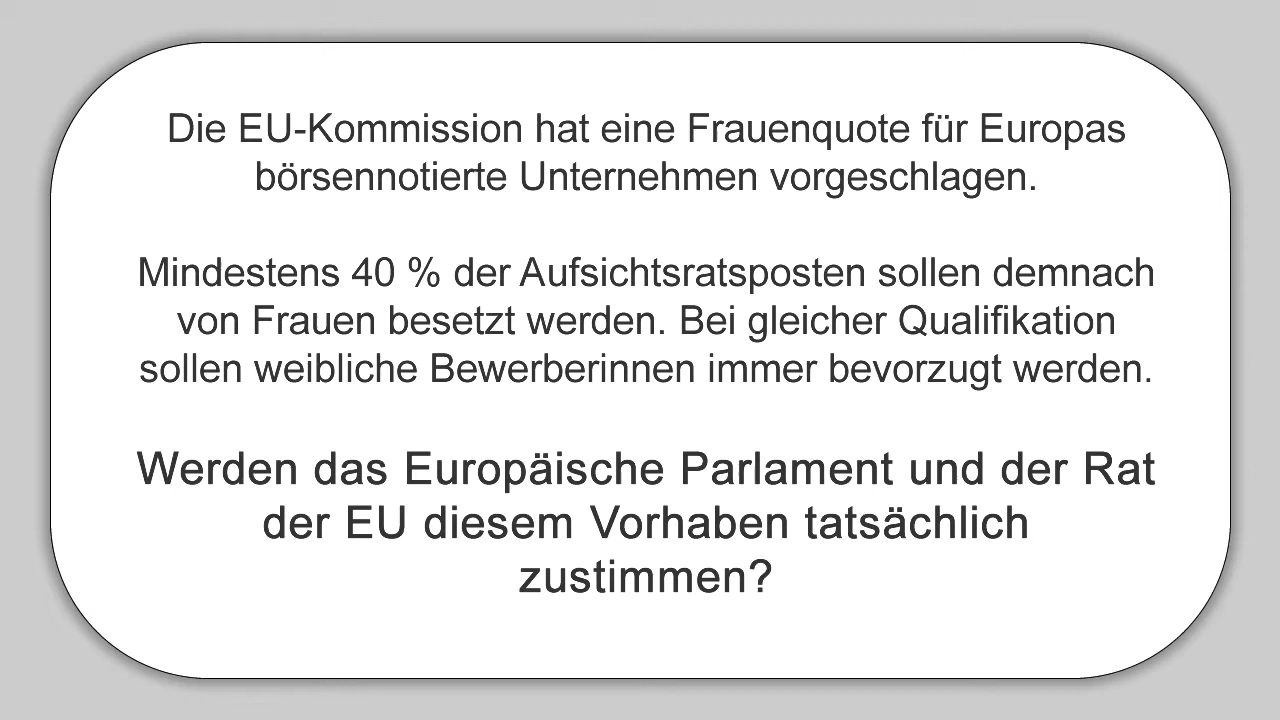 Die EU-Kommission hat eine Frauenquote für Europas
börsennotierte Unternehmen vorgeschlagen.
Mindestens 40 % der Aufsichtsratsposten sollen demnach
von Frauen besetzt werden. Bei gleicher Qualifikation
sollen weibliche Bewerberinnen immer bevorzugt werden.
Werden das Europäische Parlament und der Rat
der EU diesem Vorhaben tatsächlich
zustimmen?